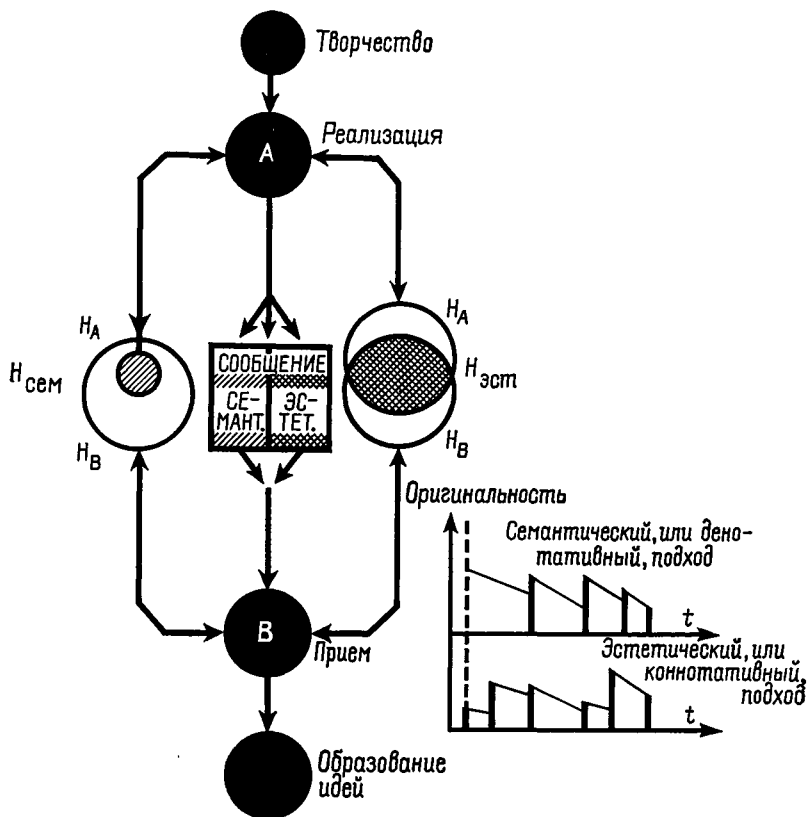 Творчество
А
Реализация
H_A
H_сем
H_B
СООБЩЕНИЕ
СЕ-
МАНТ.
ЭС-
ТЕТ.
H_A
H_эст
H_B
В
Прием
Образование
идей
Оригинальность
Семантический, или дено-
тативный, подход
t
Эстетический, или
коннотативный,
подход
t